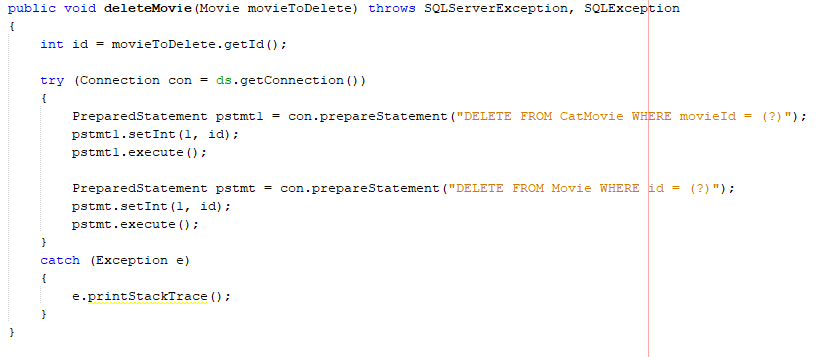 public void deleteMovie(Movie movieToDelete) throws SQLServerException, SQLException
{
    int id = movieToDelete.getId();

    try (Connection con = ds.getConnection())
    {
        PreparedStatement pstmt1 = con.prepareStatement("DELETE FROM CatMovie WHERE movieId = (?)");
        pstmt1.setInt(1, id);
        pstmt1.execute();

        PreparedStatement pstmt = con.prepareStatement("DELETE FROM Movie WHERE id = (?)");
        pstmt.setInt(1, id);
        pstmt.execute();
    }
    catch (Exception e)
    {
        e.printStackTrace();
    }
}